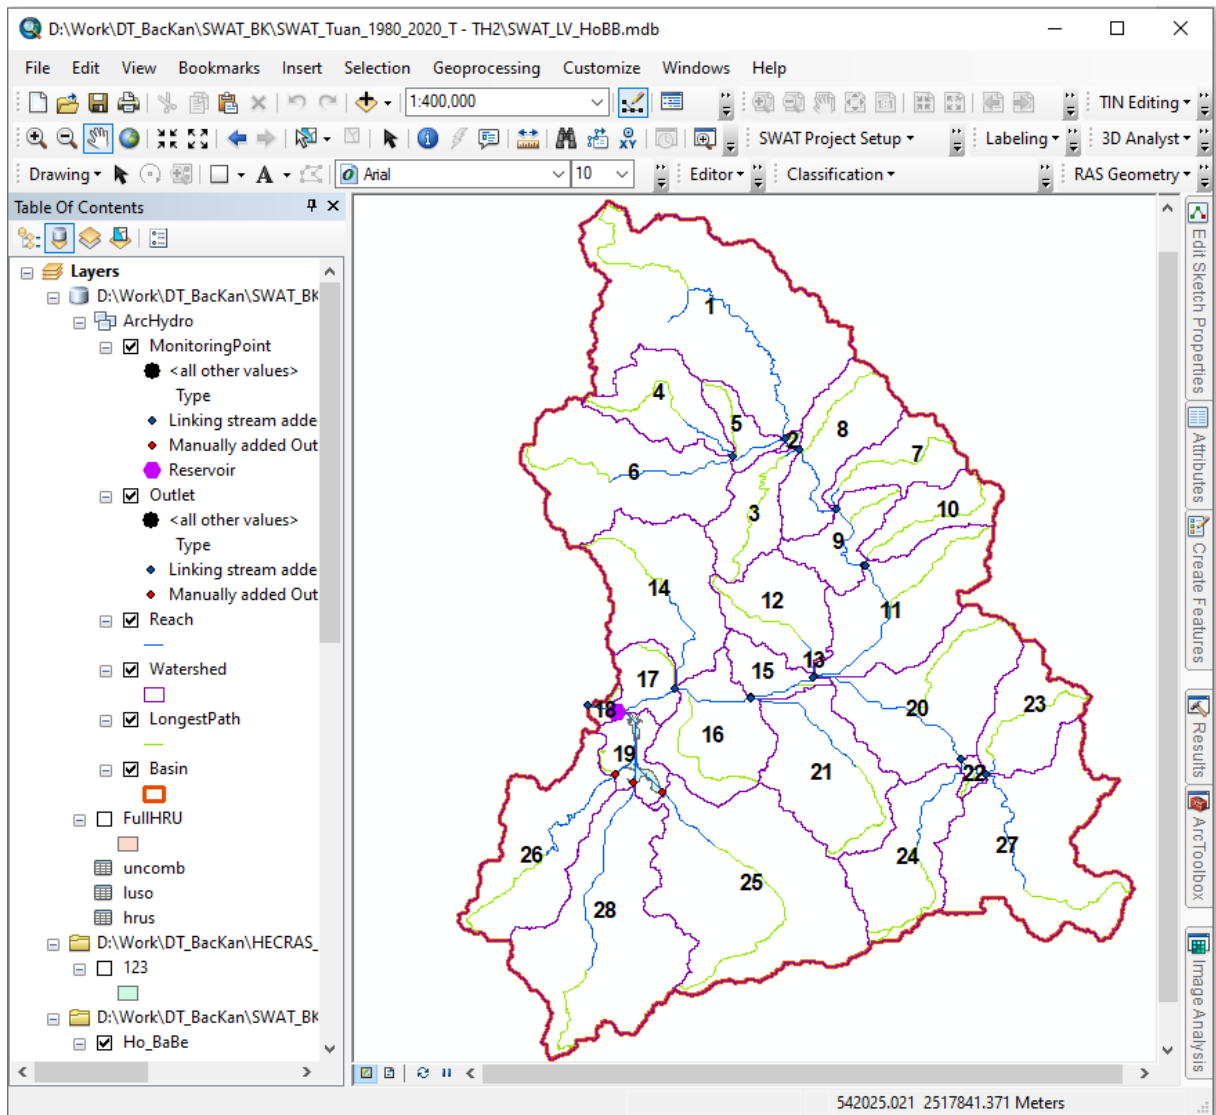 D:\Work\DT_BacKan\SWAT_BK\SWAT_Tuan_1980_2020_T - TH2\SWAT_LV_HoBB.mdb
File Edit View Bookmarks Insert Selection Geoprocessing Customize Windows Help
1:400,000
TIN Editing
SWAT Project Setup
Labeling
3D Analyst
Drawing
A
Arial
10
Editor
Classification
RAS Geometry
Table Of Contents
Layers
D:\Work\DT_BacKan\SWAT_BK
ArcHydro
MonitoringPoint
<all other values>
Type
Linking stream adde
Manually added Out
Reservoir
Outlet
<all other values>
Type
Linking stream adde
Manually added Out
Reach
Watershed
LongestPath
Basin
FullHRU
uncomb
luso
hrus
D:\Work\DT_BacKan\HECRAS_
123
D:\Work\DT_BacKan\SWAT_BK
Ho_BaBe
1
4
5
2
8
7
6
3
10
9
14
12
11
13
15
17
18
20
23
16
19
21
22
26
25
24
27
28
Edit Sketch Properties
Attributes
Create Features
Results
ArcToolbox
Image Analysis
542025.021 2517841.371 Meters